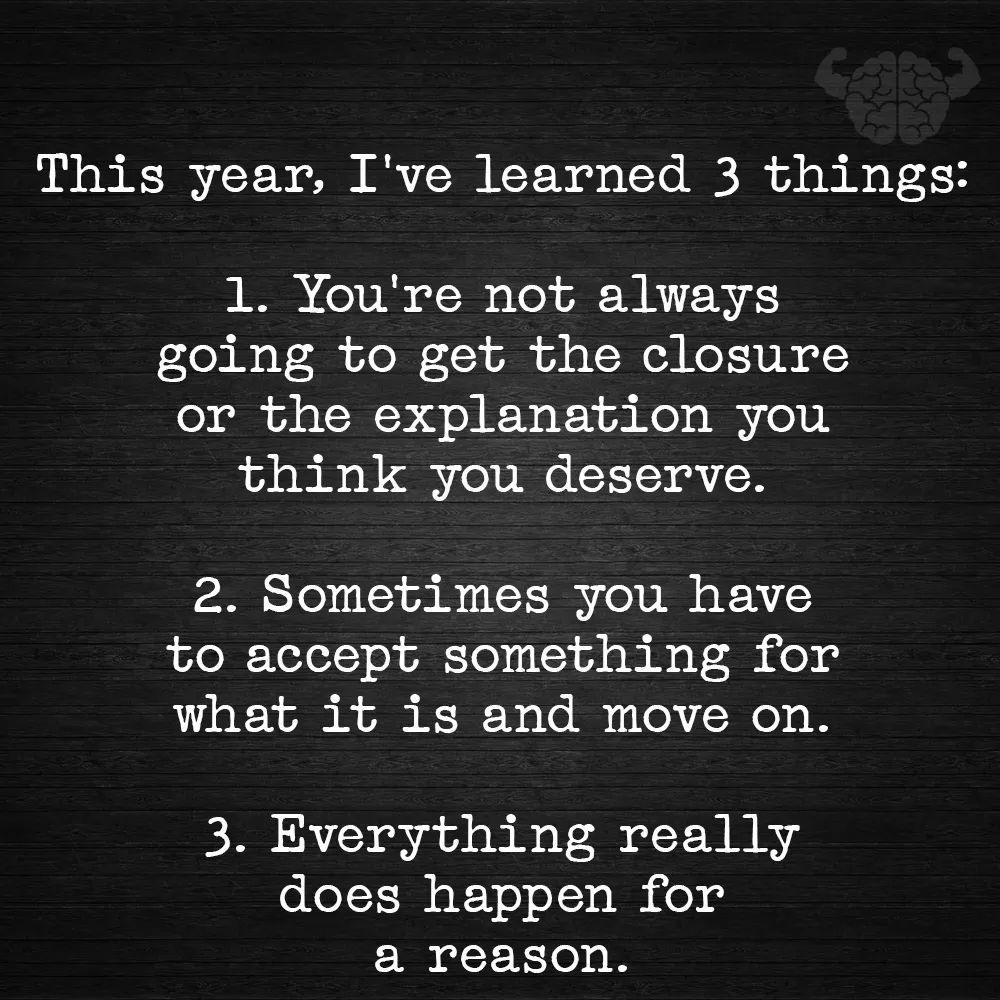 This year, I've learned 3 things:
1. You're not always
going to get the closure
or the explanation you
think you deserve.
2. Sometimes you have
to accept something for
what it is and move on.
3. Everything really
does happen for
a reason.